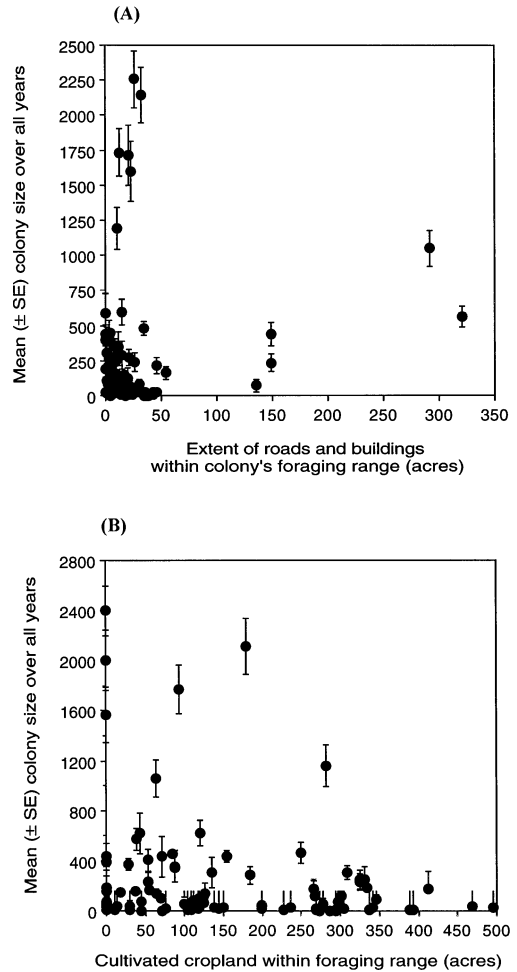 (A)
Mean (± SE) colony size over all years
2500
2250
2000
1750
1500
1250
1000
750
500
250
0
0 50 100 150 200 250 300 350
Extent of roads and buildings
within colony's foraging range (acres)
(B)
Mean (± SE) colony size over all years
2800
2400
2000
1600
1200
800
400
0
0 50 100 150 200 250 300 350 400 450 500
Cultivated cropland within foraging range (acres)